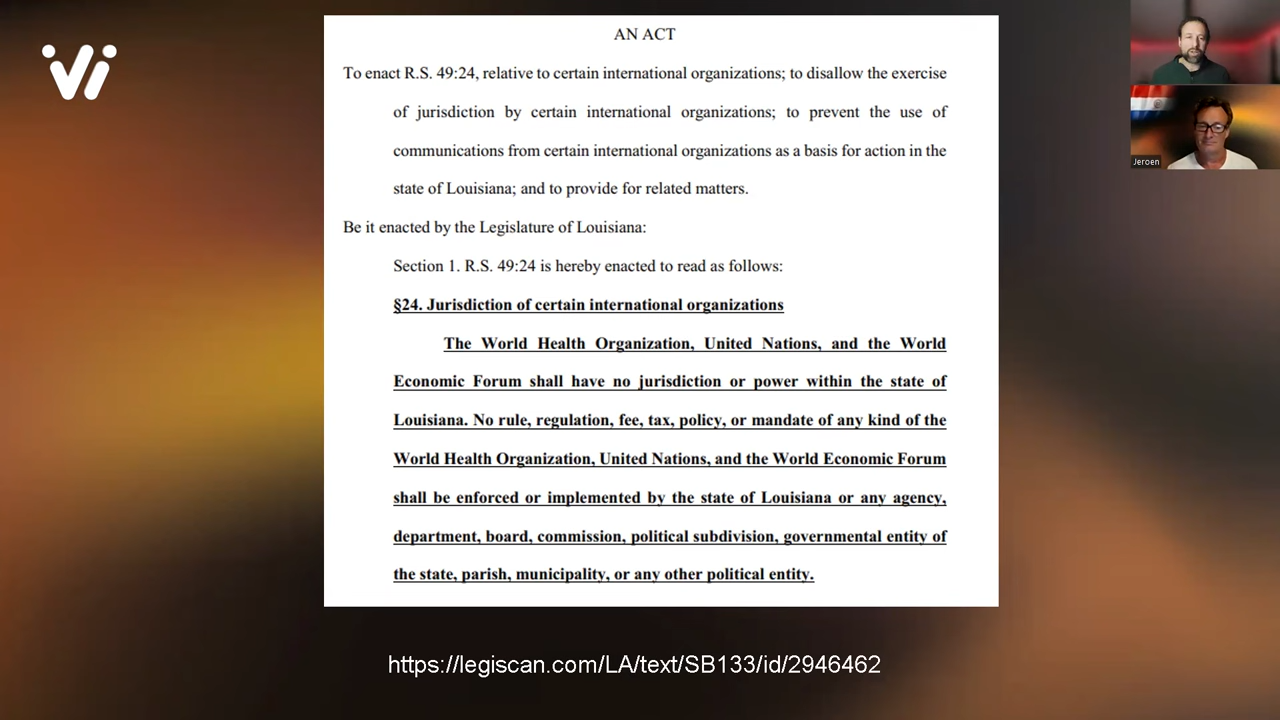 AN ACT
To enact R.S. 49:24, relative to certain international organizations; to disallow the exercise
of jurisdiction by certain international organizations; to prevent the use of
communications from certain international organizations as a basis for action in the
state of Louisiana; and to provide for related matters.
Be it enacted by the Legislature of Louisiana:
Section 1. R.S. 49:24 is hereby enacted to read as follows:
§24. Jurisdiction of certain international organizations
The World Health Organization, United Nations, and the World
Economic Forum shall have no jurisdiction or power within the state of
Louisiana. No rule, regulation, fee, tax, policy, or mandate of any kind of the
World Health Organization, United Nations, and the World Economic Forum
shall be enforced or implemented by the state of Louisiana or any agency,
department, board, commission, political subdivision, governmental entity of
the state, parish, municipality, or any other political entity.
https://legiscan.com/LA/text/SB133/id/2946462
Jeroen